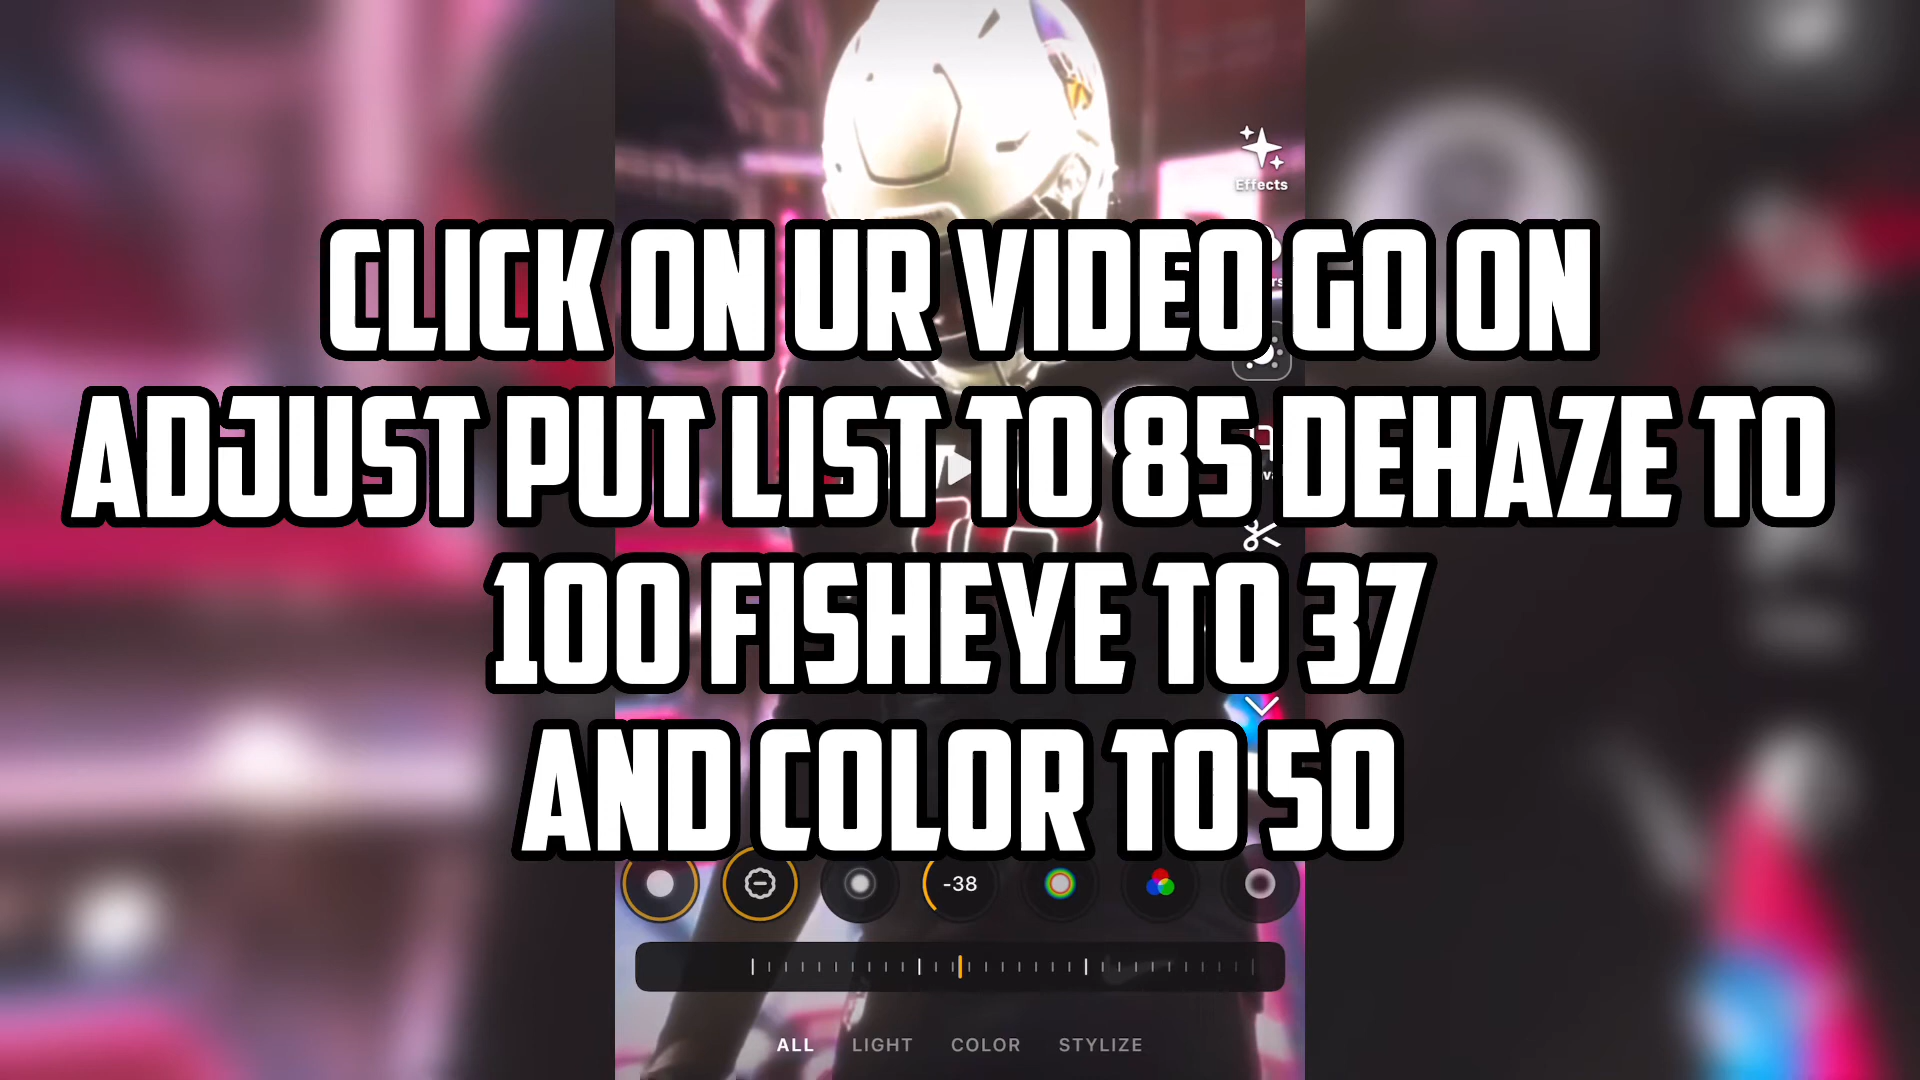 Effects
CLICK ON UR VIDEO GO ON
ADJUST PUT LIST TO 85 DEHAZE TO
100 FISHEYE TO 37
AND COLOR TO 50
-38
ALL LIGHT COLOR STYLIZE